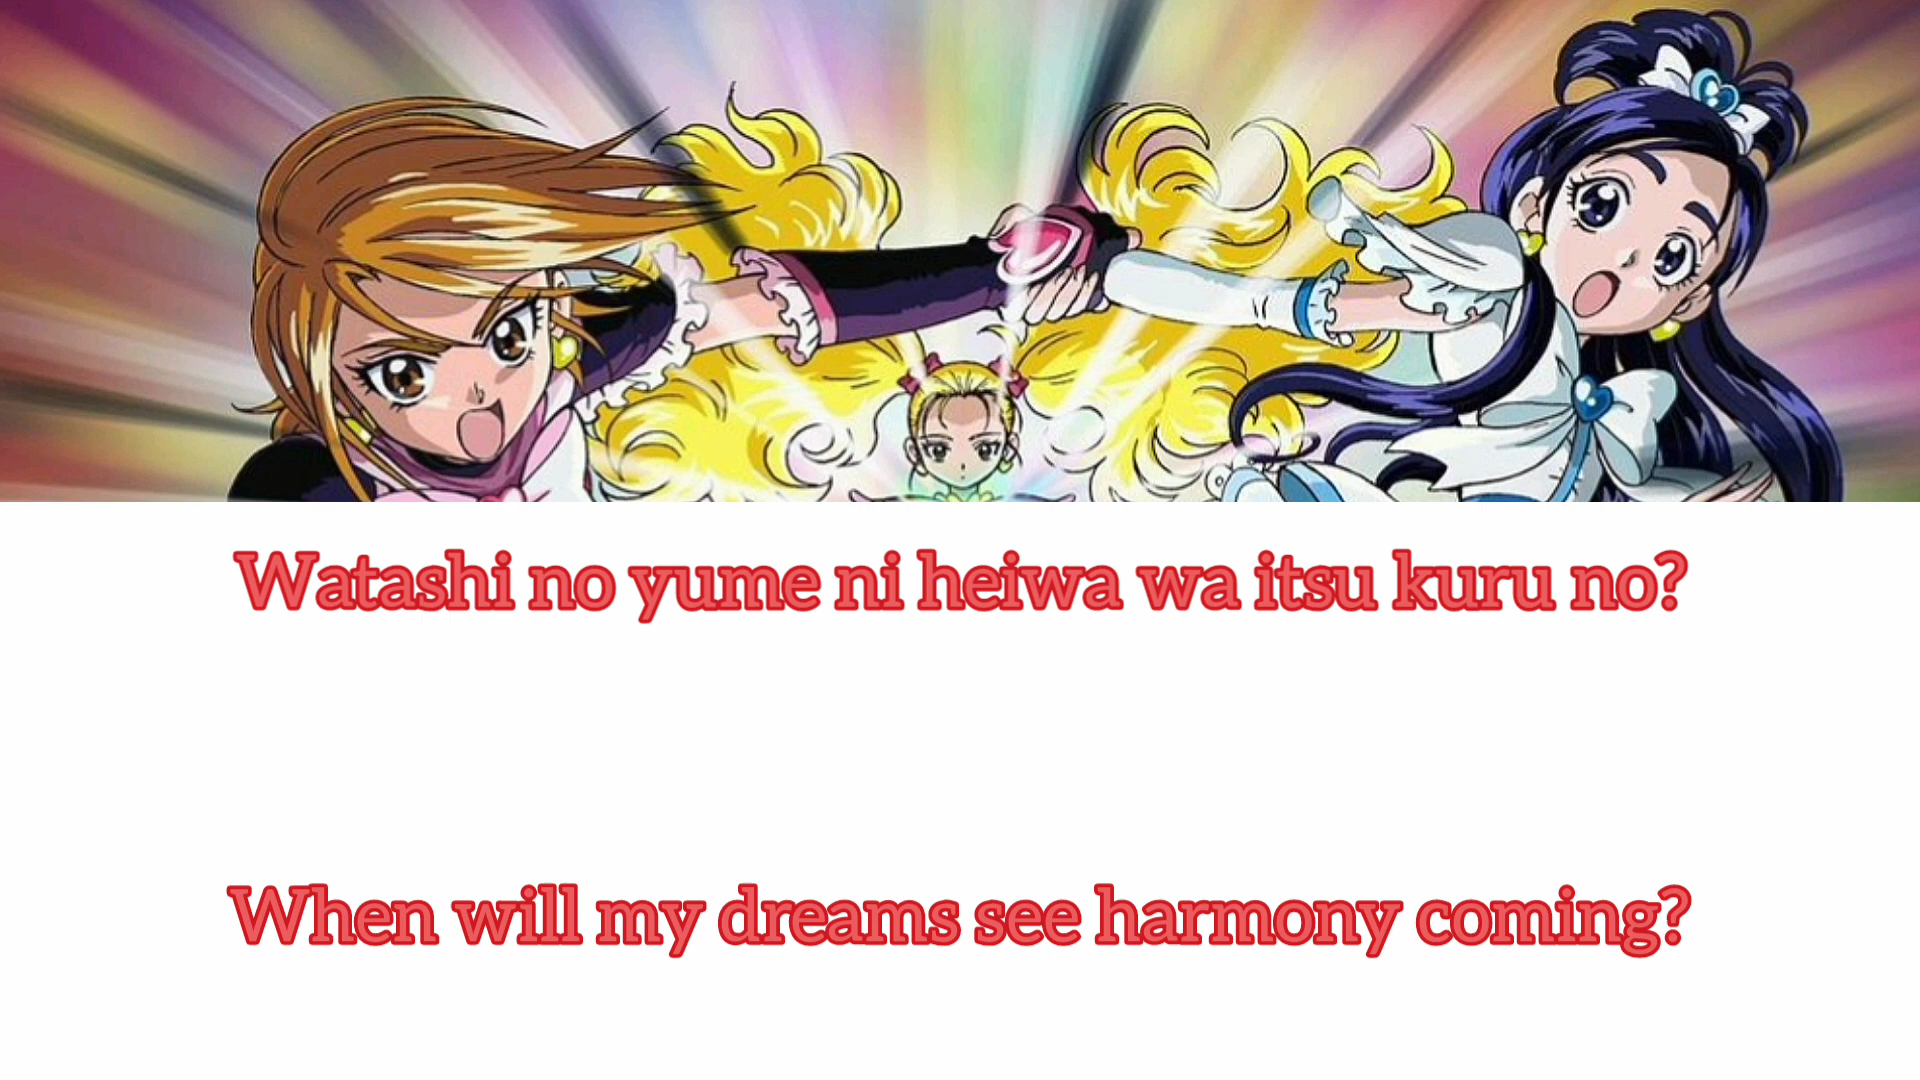 Watashi no yume ni heiwa wa itsu kuru no?
When will my dreams see harmony coming?